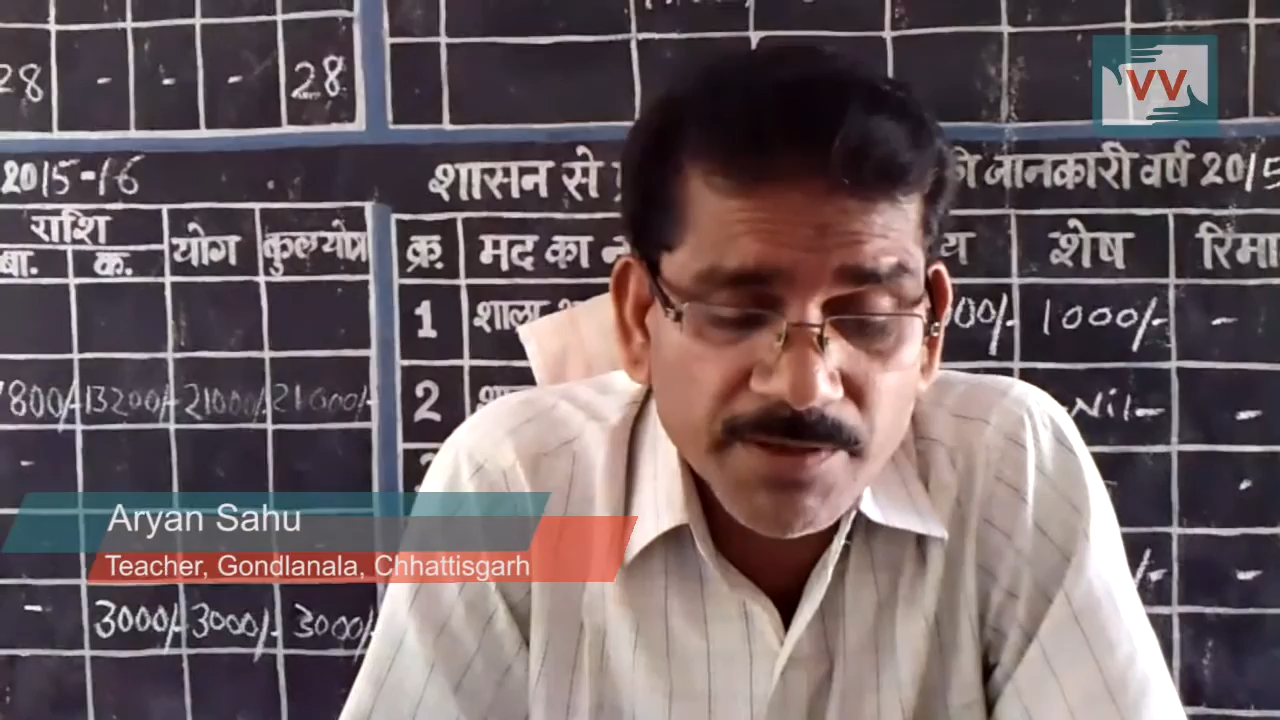 28 - - - 28
VV
2015-16
शासन से
जानकारी वर्ष 2015
राशि
बा. क. योग कुल योग
क्र. मद का
शेष
1 शाला
00/- 1000/- -
7800/- 13200/- 21000/- 21000/-
2
Nil -
-
Aryan Sahu
Teacher, Gondlanala, Chhattisgarh
- 3000/- 3000/- 3000/-